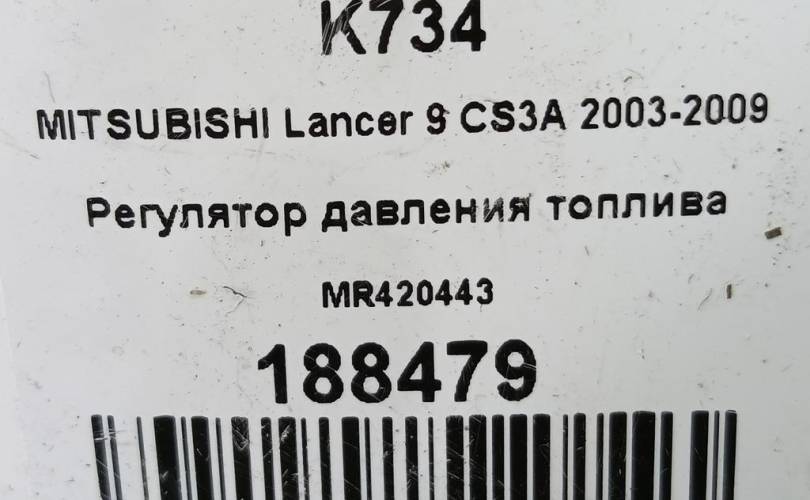 K734
MITSUBISHI Lancer 9 CS3A 2003-2009
Регулятор давления топлива
MR420443
188479